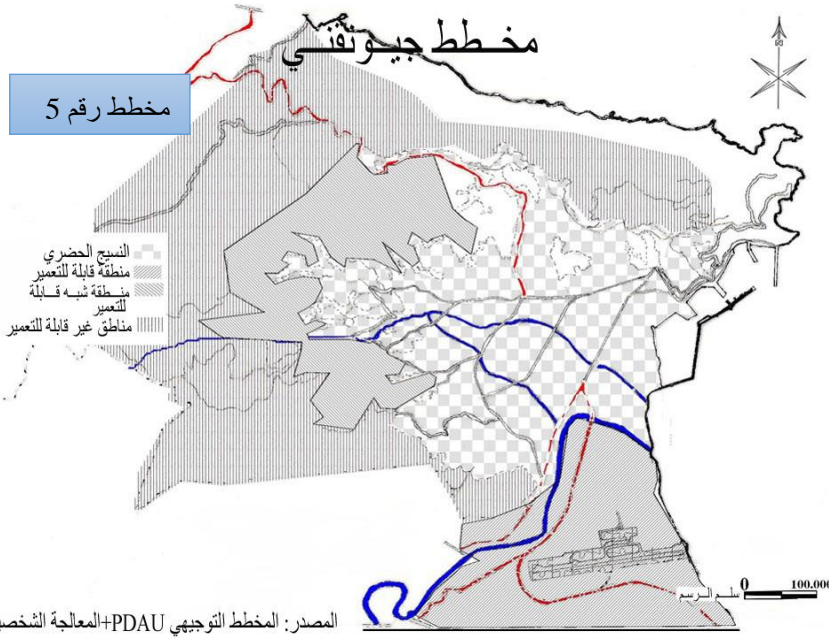 مخطط جيوتقني
مخطط رقم 5
النسيج الحضري
منطقة قابلة للتعمير
منطقة شبه قابلة
للتعمير
مناطق غير قابلة للتعمير
0 100.000
سلم الرسم
المصدر: المخطط التوجيهي PDAU+المعالجة الشخصي